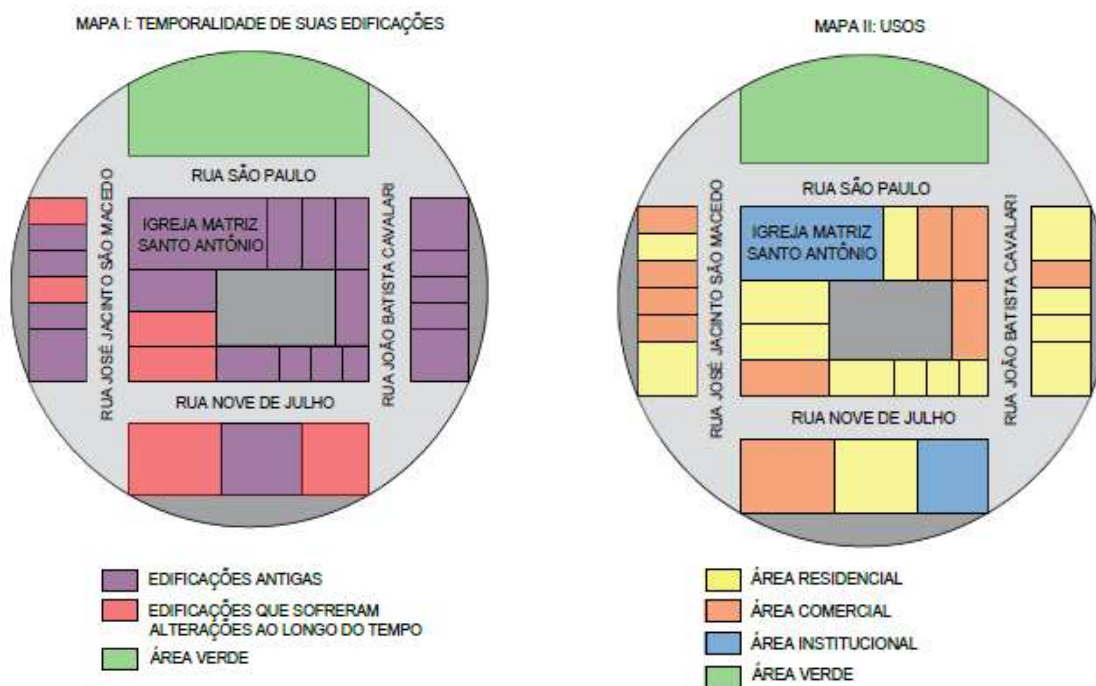 MAPA I: TEMPORALIDADE DE SUAS EDIFICAÇÕES
RUA SÃO PAULO
RUA JOSÉ JACINTO SÃO MACEDO
IGREJA MATRIZ
SANTO ANTÔNIO
RUA JOÃO BATISTA CAVALARI
RUA NOVE DE JULHO
EDIFICAÇÕES ANTIGAS
EDIFICAÇÕES QUE SOFRERAM
ALTERAÇÕES AO LONGO DO TEMPO
ÁREA VERDE
MAPA II: USOS
RUA SÃO PAULO
RUA JOSÉ JACINTO SÃO MACEDO
IGREJA MATRIZ
SANTO ANTÔNIO
RUA JOÃO BATISTA CAVALARI
RUA NOVE DE JULHO
ÁREA RESIDENCIAL
ÁREA COMERCIAL
ÁREA INSTITUCIONAL
ÁREA VERDE